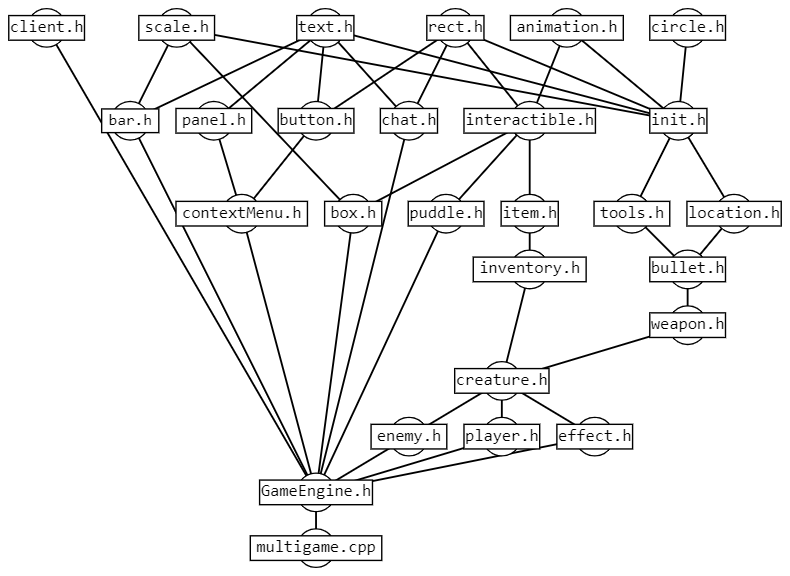 client.h
scale.h
text.h
rect.h
animation.h
circle.h
bar.h
panel.h
button.h
chat.h
interactible.h
init.h
contextMenu.h
box.h
puddle.h
item.h
tools.h
location.h
inventory.h
bullet.h
weapon.h
creature.h
enemy.h
player.h
effect.h
GameEngine.h
multigame.cpp